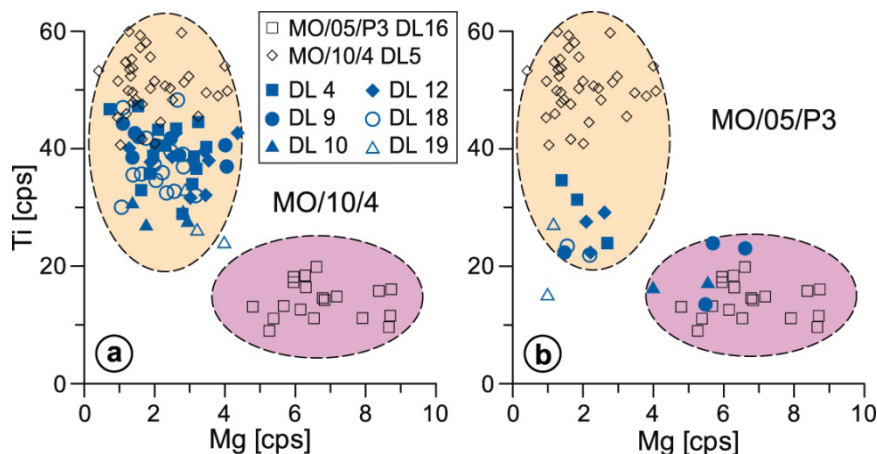 60
40
20
0
Ti [cps]
0 2 4 6 8 10
Mg [cps]
a
MO/10/4
MO/05/P3 DL16
MO/10/4 DL5
DL 4 DL 12
DL 9 DL 18
DL 10 DL 19
60
40
20
0
0 2 4 6 8 10
Mg [cps]
b
MO/05/P3